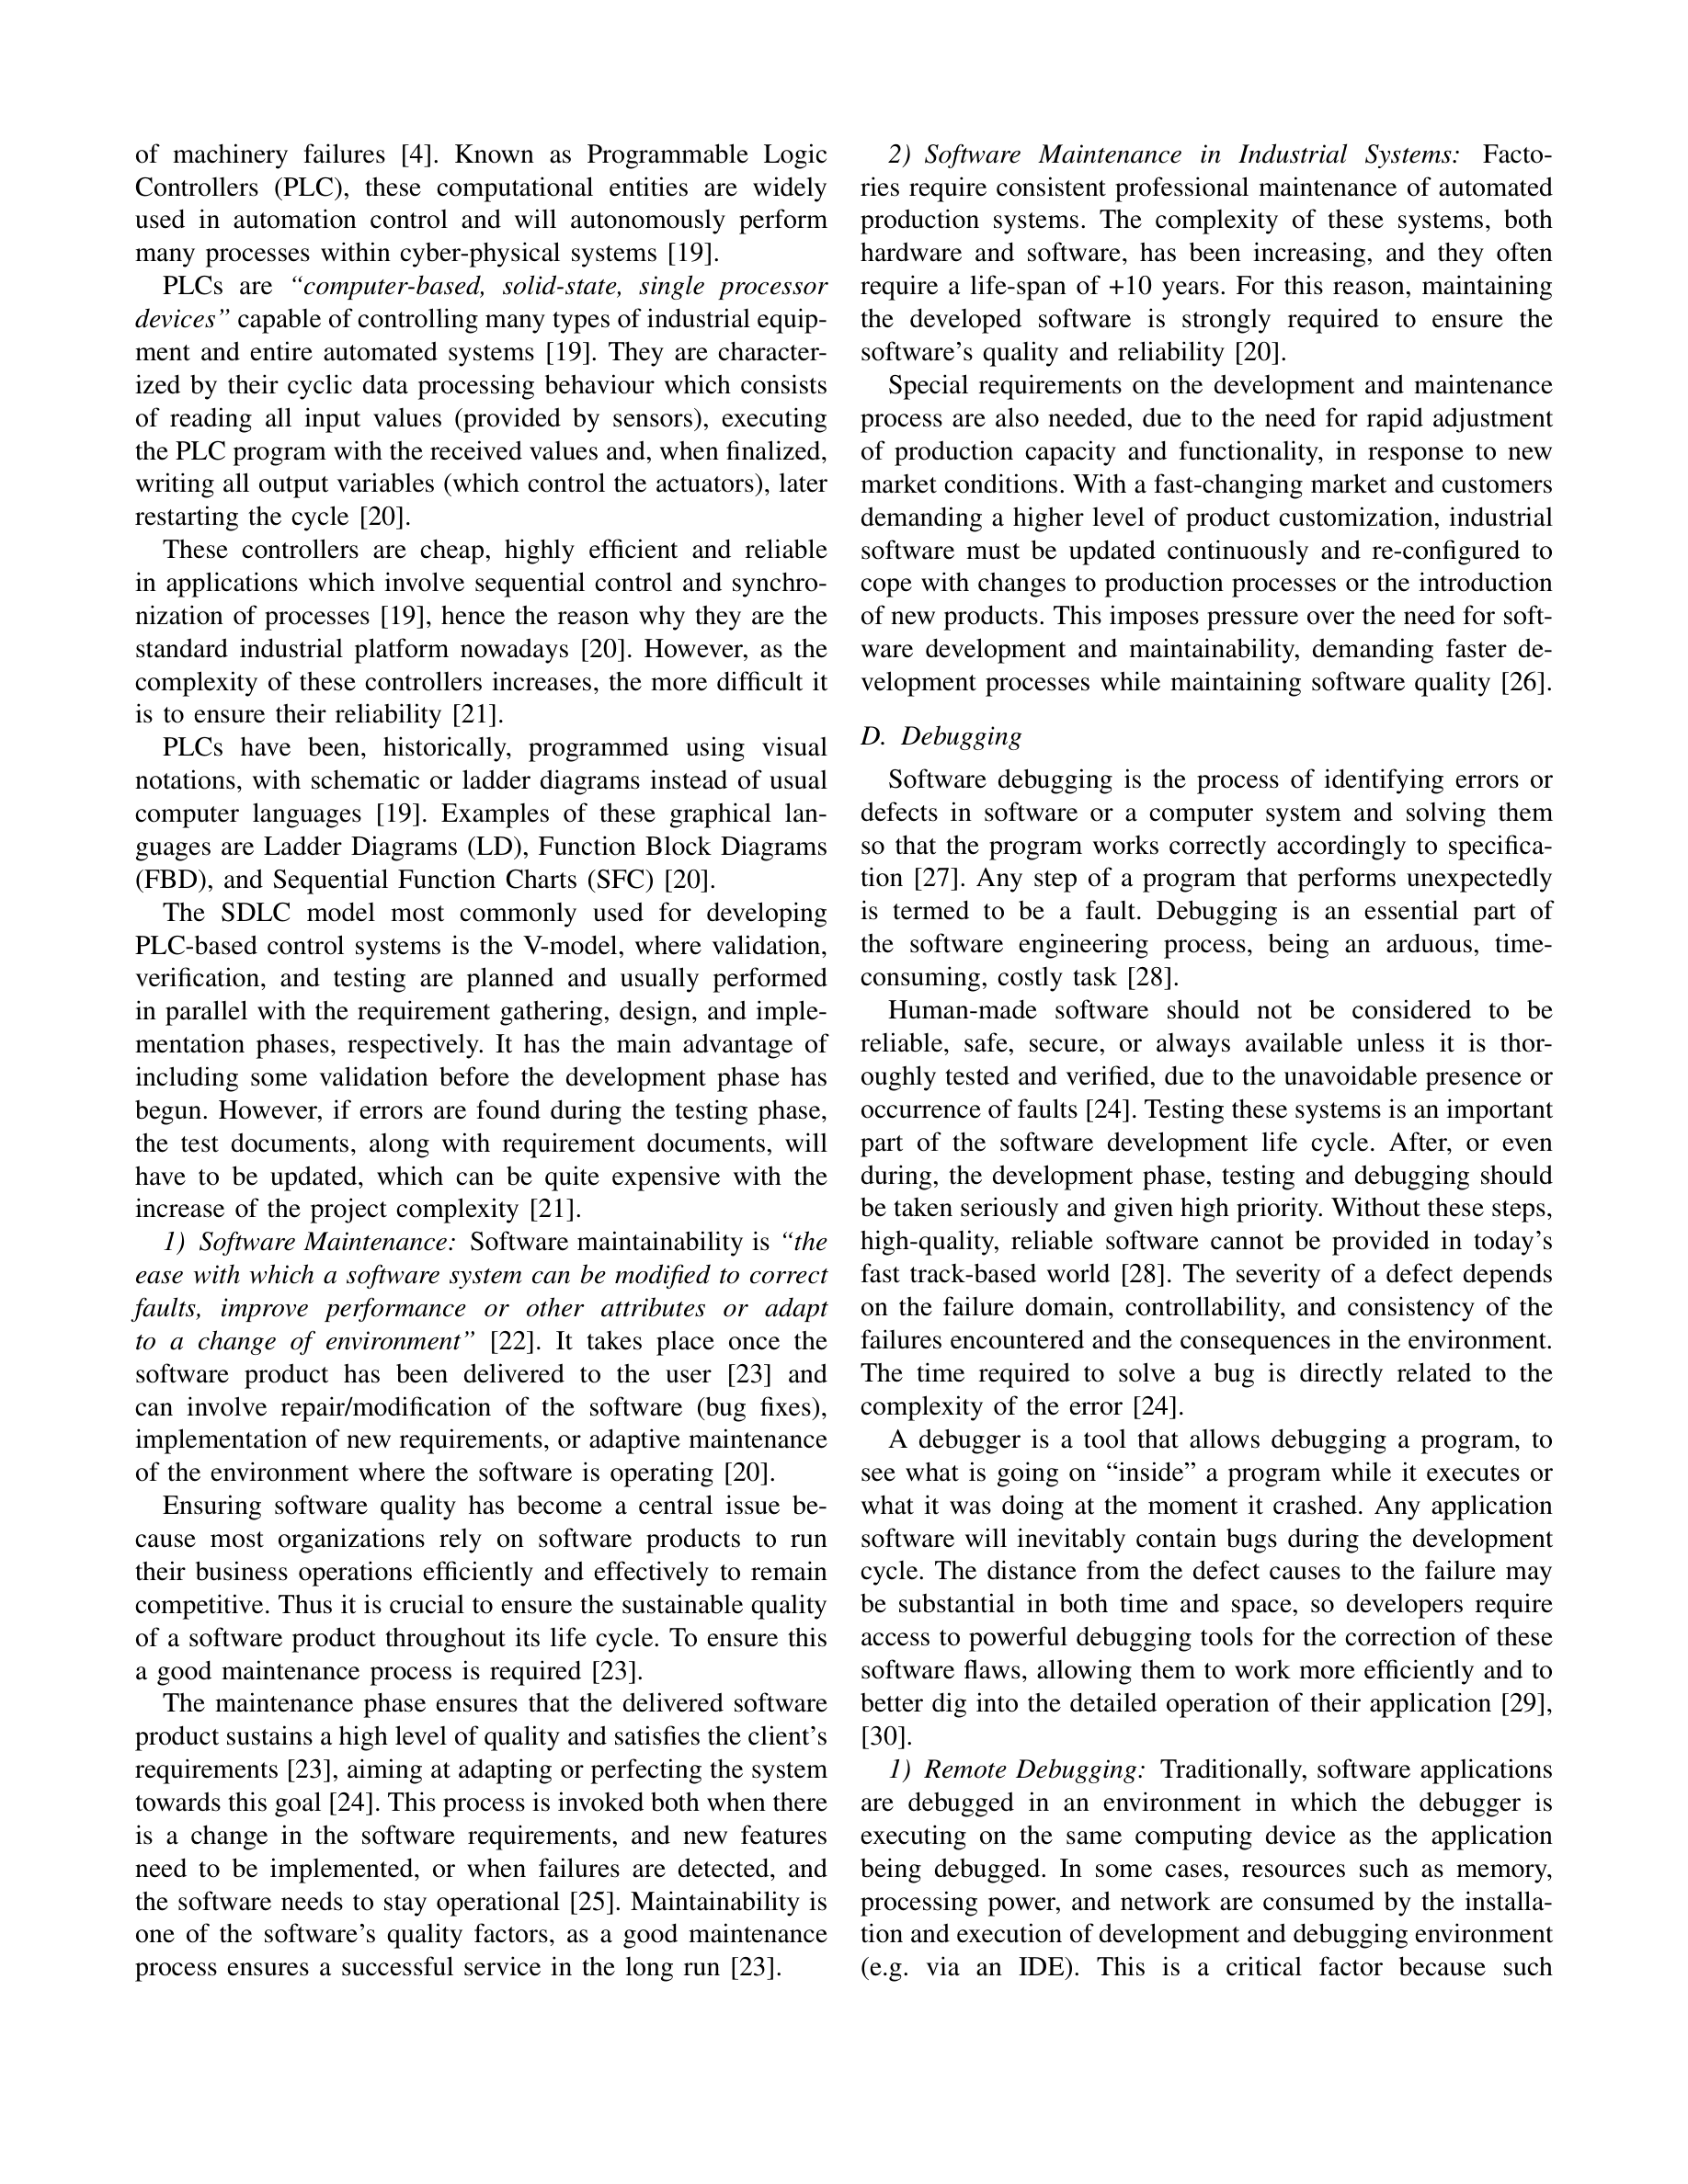 of machinery failures [4]. Known as Programmable Logic
Controllers (PLC), these computational entities are widely
used in automation control and will autonomously perform
many processes within cyber-physical systems [19].
PLCs are “computer-based, solid-state, single processor
devices” capable of controlling many types of industrial equip-
ment and entire automated systems [19]. They are character-
ized by their cyclic data processing behaviour which consists
of reading all input values (provided by sensors), executing
the PLC program with the received values and, when finalized,
writing all output variables (which control the actuators), later
restarting the cycle [20].
These controllers are cheap, highly efficient and reliable
in applications which involve sequential control and synchro-
nization of processes [19], hence the reason why they are the
standard industrial platform nowadays [20]. However, as the
complexity of these controllers increases, the more difficult it
is to ensure their reliability [21].
PLCs have been, historically, programmed using visual
notations, with schematic or ladder diagrams instead of usual
computer languages [19]. Examples of these graphical lan-
guages are Ladder Diagrams (LD), Function Block Diagrams
(FBD), and Sequential Function Charts (SFC) [20].
The SDLC model most commonly used for developing
PLC-based control systems is the V-model, where validation,
verification, and testing are planned and usually performed
in parallel with the requirement gathering, design, and imple-
mentation phases, respectively. It has the main advantage of
including some validation before the development phase has
begun. However, if errors are found during the testing phase,
the test documents, along with requirement documents, will
have to be updated, which can be quite expensive with the
increase of the project complexity [21].
1) Software Maintenance: Software maintainability is “the
ease with which a software system can be modified to correct
faults, improve performance or other attributes or adapt
to a change of environment” [22]. It takes place once the
software product has been delivered to the user [23] and
can involve repair/modification of the software (bug fixes),
implementation of new requirements, or adaptive maintenance
of the environment where the software is operating [20].
Ensuring software quality has become a central issue be-
cause most organizations rely on software products to run
their business operations efficiently and effectively to remain
competitive. Thus it is crucial to ensure the sustainable quality
of a software product throughout its life cycle. To ensure this
a good maintenance process is required [23].
The maintenance phase ensures that the delivered software
product sustains a high level of quality and satisfies the client’s
requirements [23], aiming at adapting or perfecting the system
towards this goal [24]. This process is invoked both when there
is a change in the software requirements, and new features
need to be implemented, or when failures are detected, and
the software needs to stay operational [25]. Maintainability is
one of the software’s quality factors, as a good maintenance
process ensures a successful service in the long run [23].
2) Software Maintenance in Industrial Systems: Facto-
ries require consistent professional maintenance of automated
production systems. The complexity of these systems, both
hardware and software, has been increasing, and they often
require a life-span of +10 years. For this reason, maintaining
the developed software is strongly required to ensure the
software’s quality and reliability [20].
Special requirements on the development and maintenance
process are also needed, due to the need for rapid adjustment
of production capacity and functionality, in response to new
market conditions. With a fast-changing market and customers
demanding a higher level of product customization, industrial
software must be updated continuously and re-configured to
cope with changes to production processes or the introduction
of new products. This imposes pressure over the need for soft-
ware development and maintainability, demanding faster de-
velopment processes while maintaining software quality [26].
D. Debugging
Software debugging is the process of identifying errors or
defects in software or a computer system and solving them
so that the program works correctly accordingly to specifica-
tion [27]. Any step of a program that performs unexpectedly
is termed to be a fault. Debugging is an essential part of
the software engineering process, being an arduous, time-
consuming, costly task [28].
Human-made software should not be considered to be
reliable, safe, secure, or always available unless it is thor-
oughly tested and verified, due to the unavoidable presence or
occurrence of faults [24]. Testing these systems is an important
part of the software development life cycle. After, or even
during, the development phase, testing and debugging should
be taken seriously and given high priority. Without these steps,
high-quality, reliable software cannot be provided in today’s
fast track-based world [28]. The severity of a defect depends
on the failure domain, controllability, and consistency of the
failures encountered and the consequences in the environment.
The time required to solve a bug is directly related to the
complexity of the error [24].
A debugger is a tool that allows debugging a program, to
see what is going on “inside” a program while it executes or
what it was doing at the moment it crashed. Any application
software will inevitably contain bugs during the development
cycle. The distance from the defect causes to the failure may
be substantial in both time and space, so developers require
access to powerful debugging tools for the correction of these
software flaws, allowing them to work more efficiently and to
better dig into the detailed operation of their application [29],
[30].
1) Remote Debugging: Traditionally, software applications
are debugged in an environment in which the debugger is
executing on the same computing device as the application
being debugged. In some cases, resources such as memory,
processing power, and network are consumed by the installa-
tion and execution of development and debugging environment
(e.g. via an IDE). This is a critical factor because such